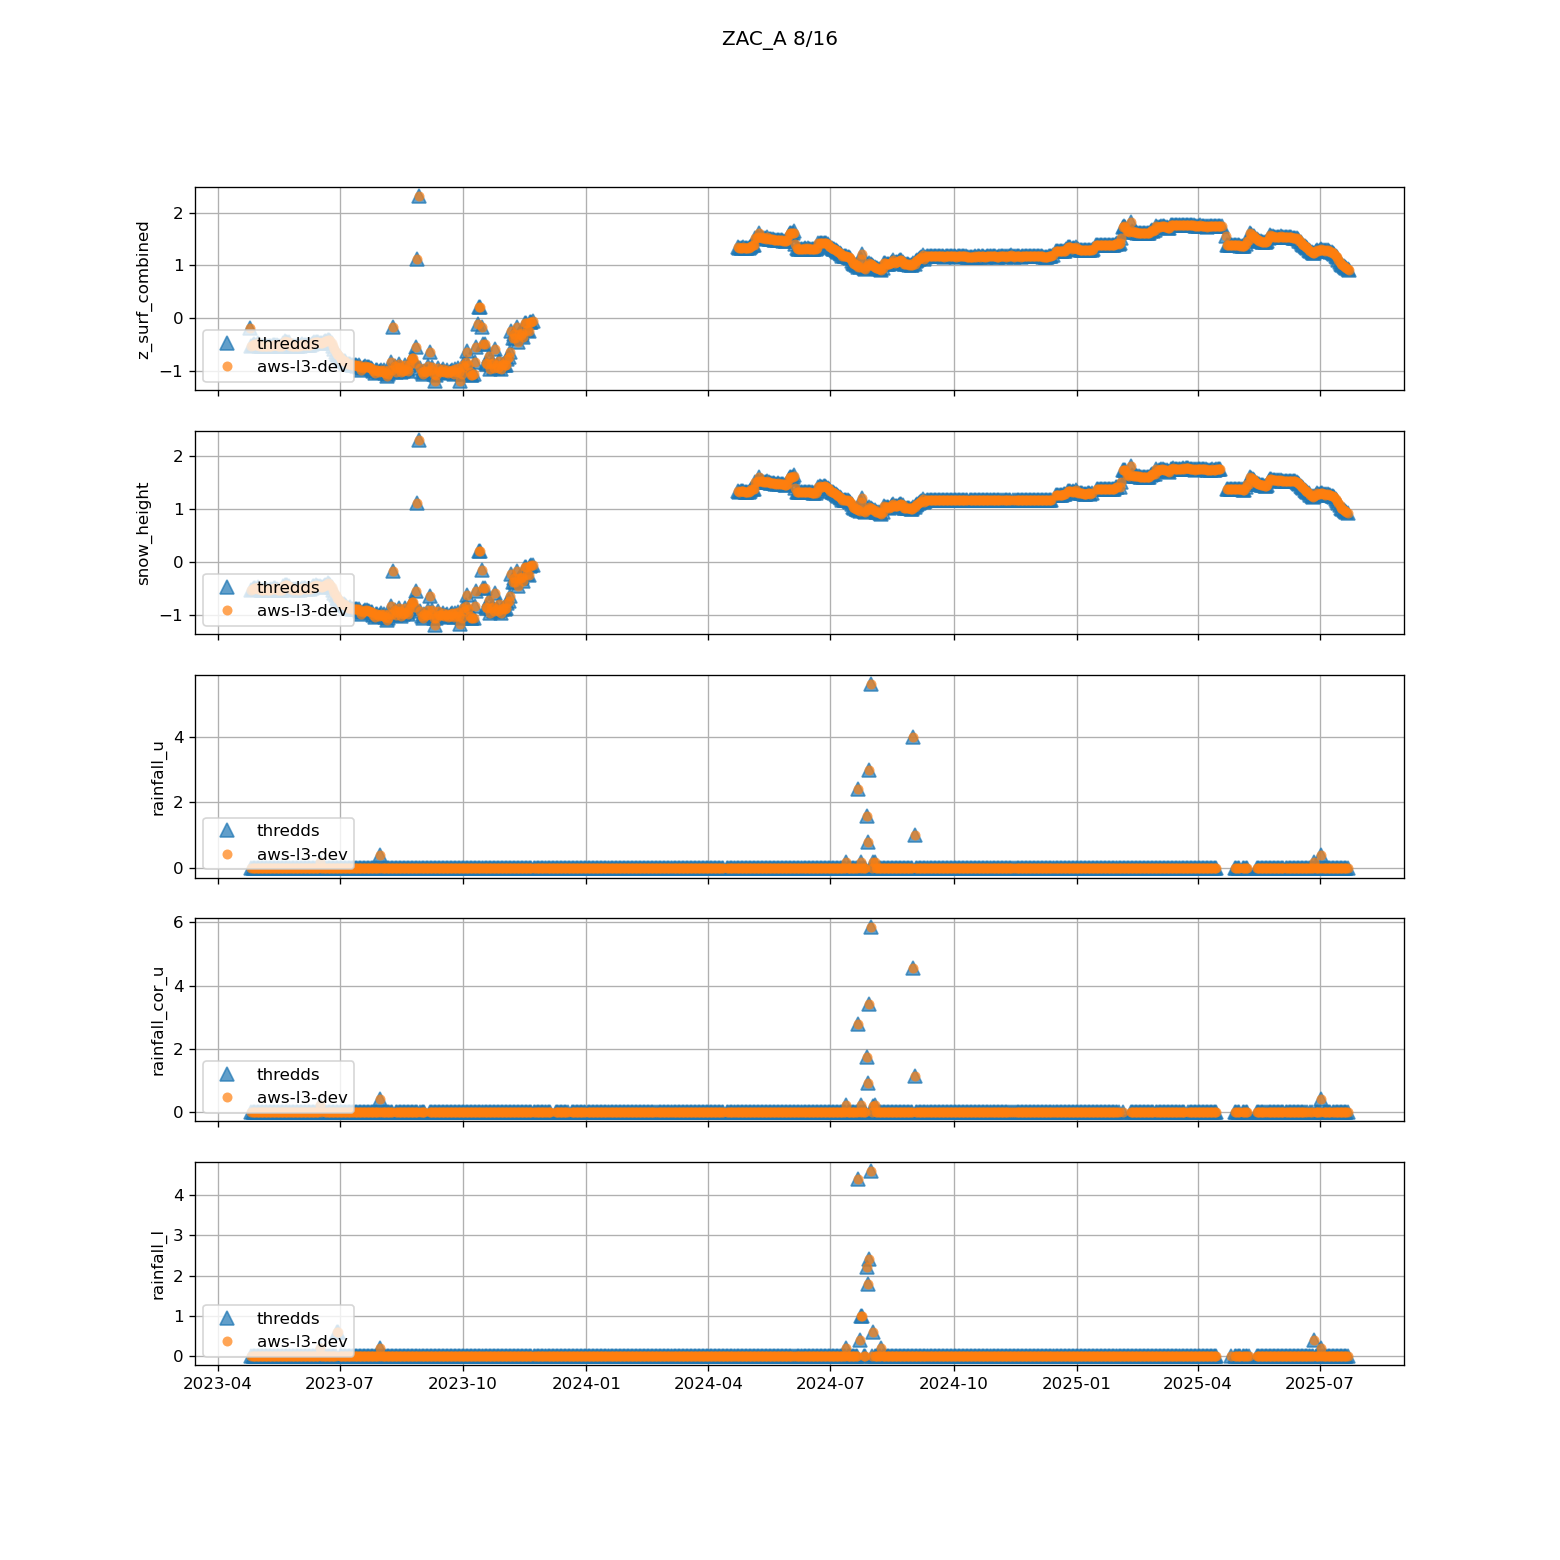 ZAC_A 8/16
z_surf_combined
2
1
0
−1
thredds
aws-l3-dev
snow_height
2
1
0
−1
thredds
aws-l3-dev
rainfall_u
4
2
0
thredds
aws-l3-dev
rainfall_cor_u
6
4
2
0
thredds
aws-l3-dev
rainfall_l
4
3
2
1
0
thredds
aws-l3-dev
2023-04 2023-07 2023-10 2024-01 2024-04 2024-07 2024-10 2025-01 2025-04 2025-07